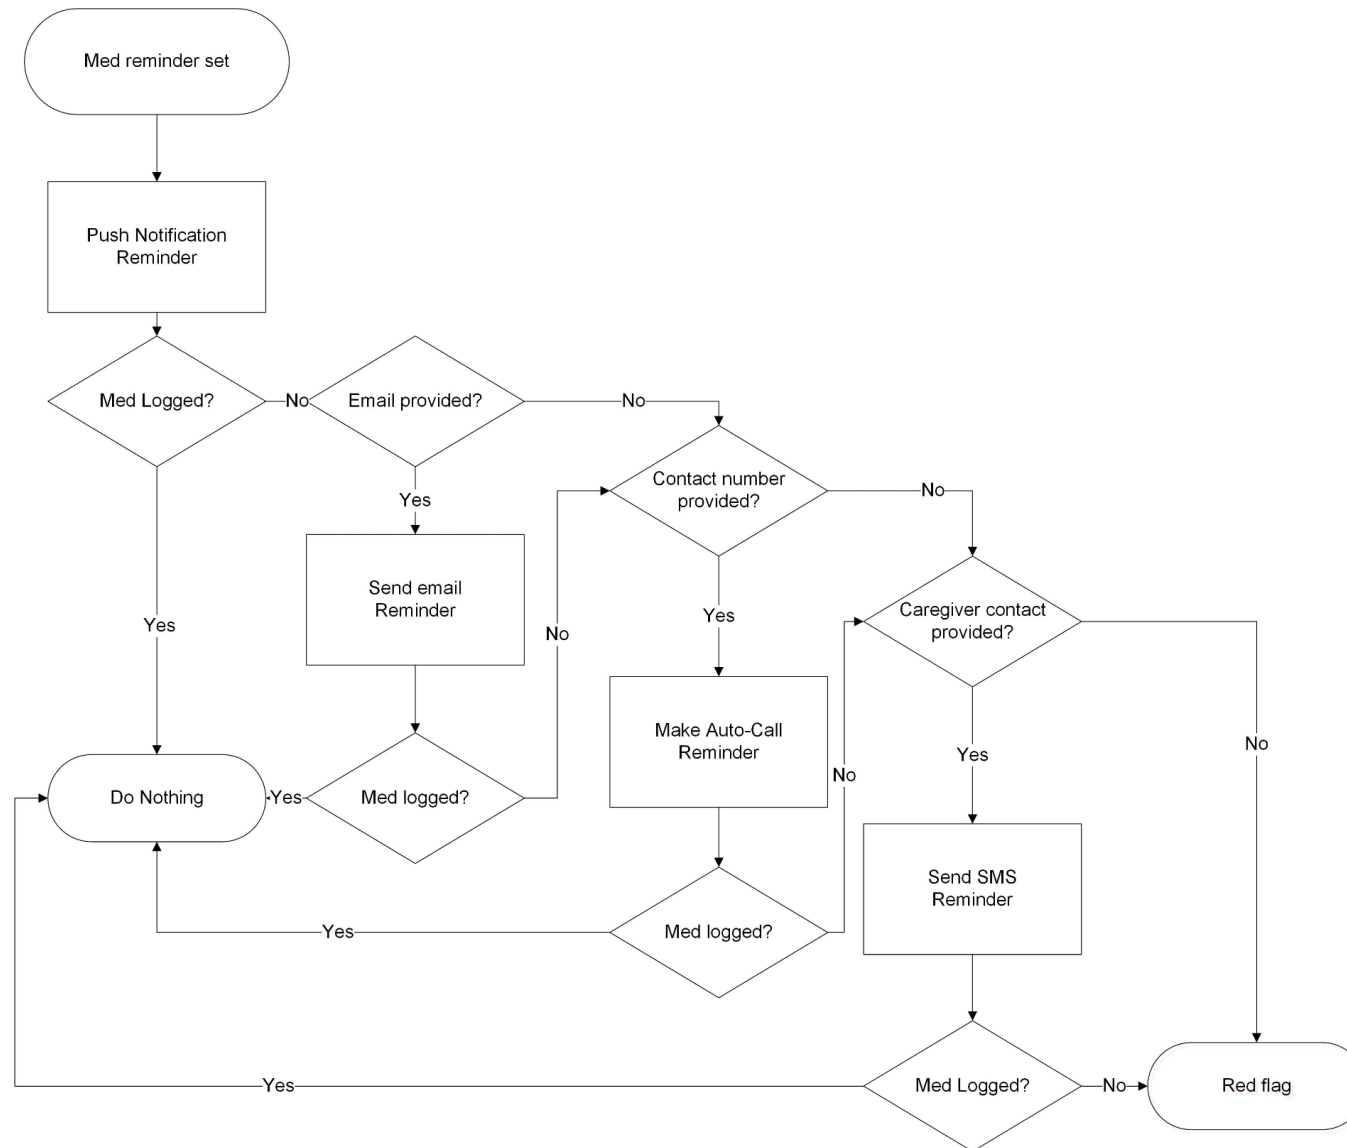 Med reminder set
Push Notification
Reminder
Med Logged?
No
Email provided?
No
Contact number
provided?
No
Yes
Send email
Reminder
Yes
Caregiver contact
provided?
Yes
No
Make Auto-Call
Reminder
Yes
No
No
Do Nothing
Yes
Med logged?
Send SMS
Reminder
Yes
Med logged?
Yes
Med Logged?
No
Red flag